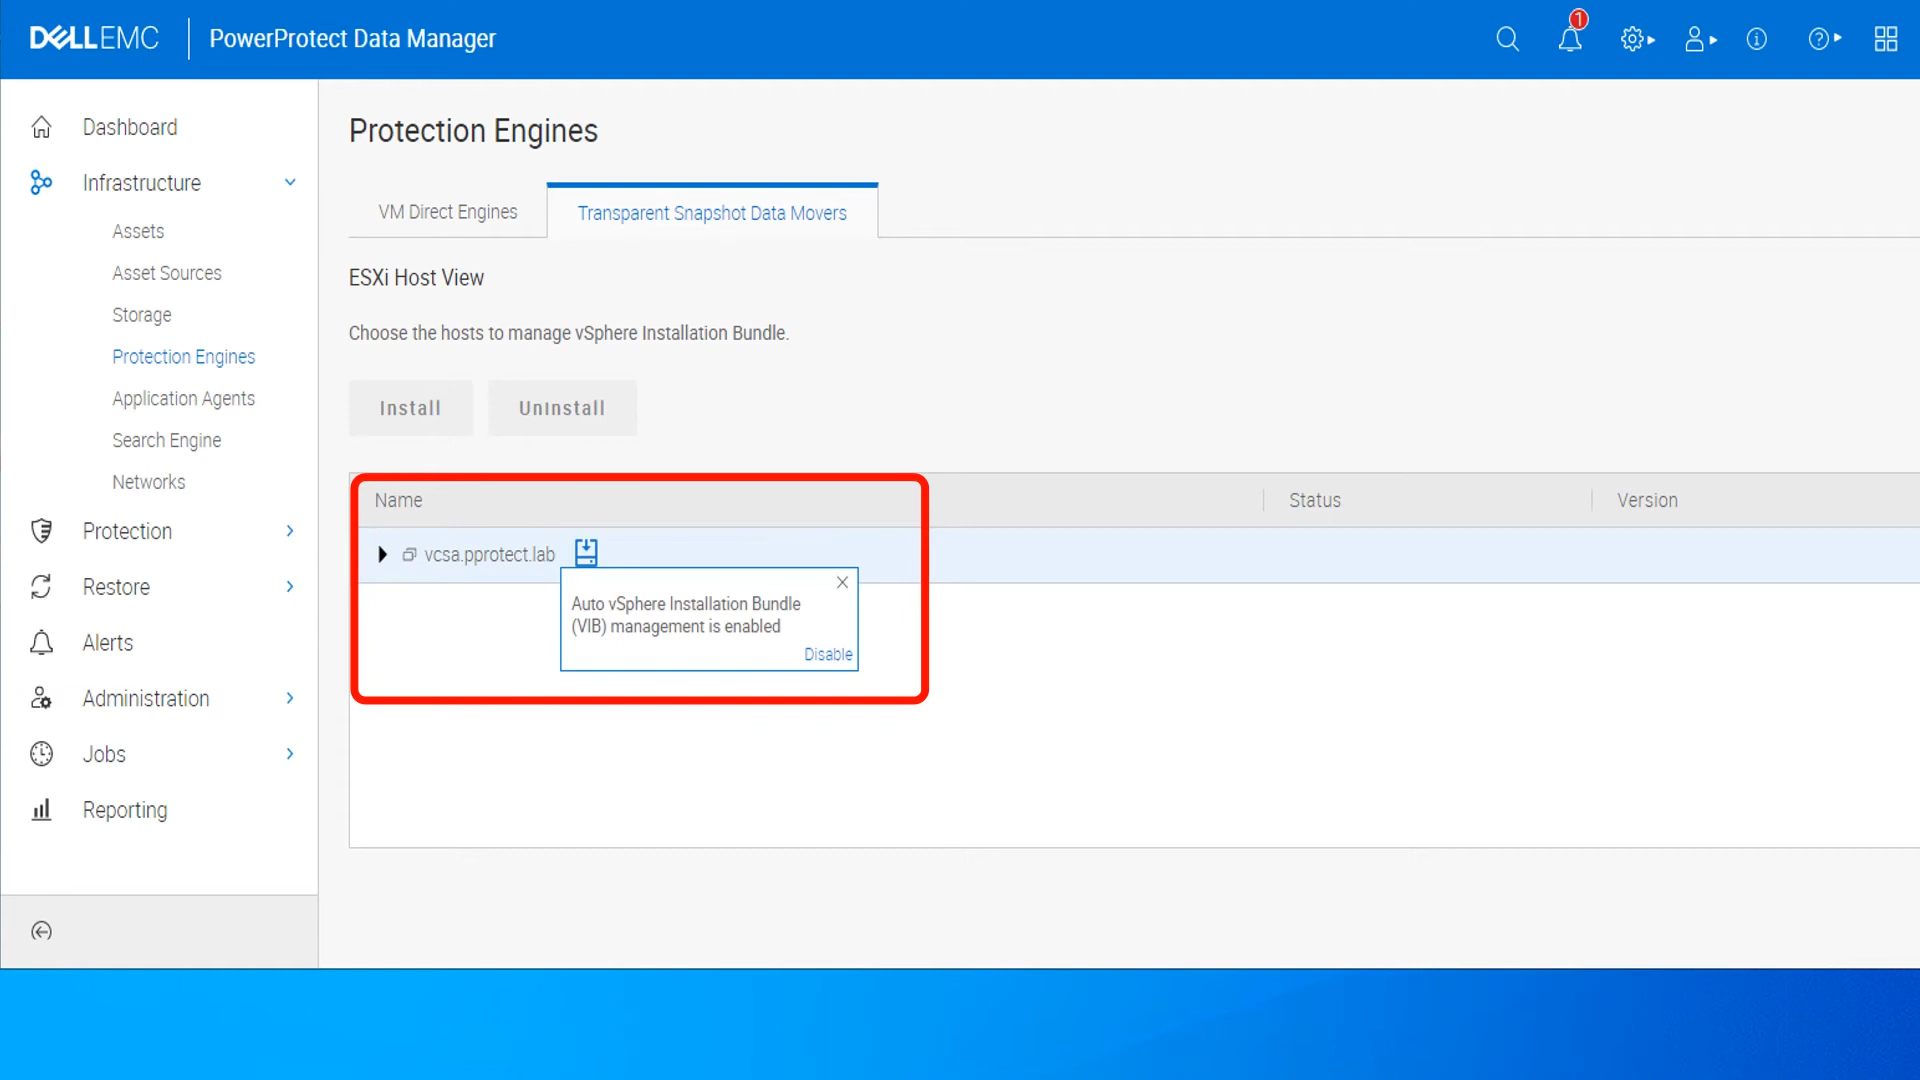 DELL EMC PowerProtect Data Manager
1
Dashboard
Infrastructure
Assets
Asset Sources
Storage
Protection Engines
Application Agents
Search Engine
Networks
Protection
Restore
Alerts
Administration
Jobs
Reporting
Protection Engines
VM Direct Engines Transparent Snapshot Data Movers
ESXi Host View
Choose the hosts to manage vSphere Installation Bundle.
Install Uninstall
Name Status Version
vcsa.pprotect.lab
Auto vSphere Installation Bundle
(VIB) management is enabled
Disable